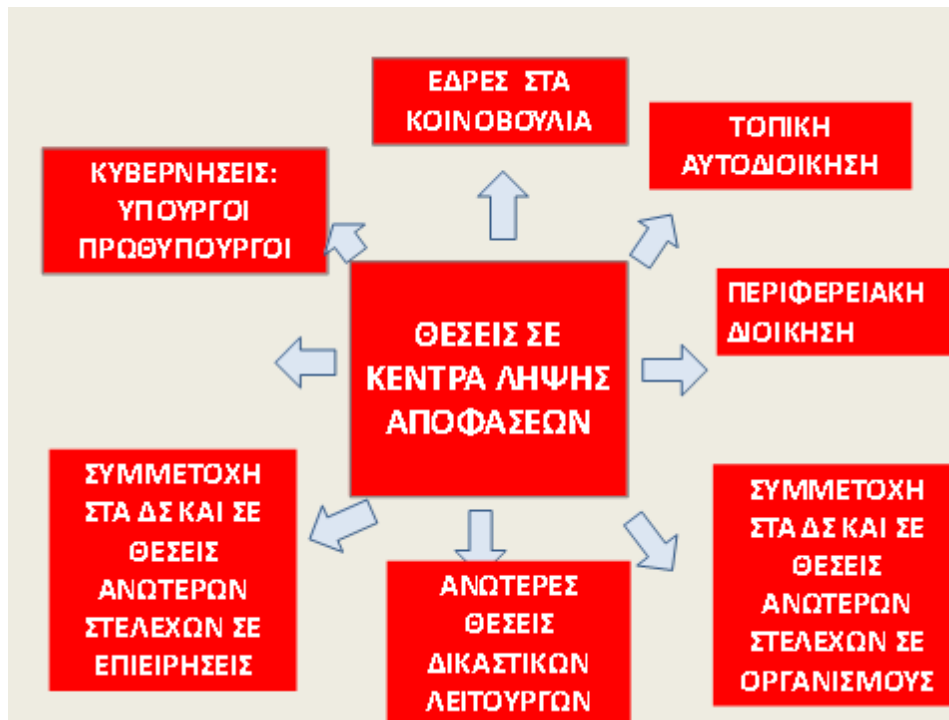 ΕΔΡΕΣ ΣΤΑ
ΚΟΙΝΟΒΟΥΛΙΑ
ΤΟΠΙΚΗ
ΑΥΤΟΔΙΟΙΚΗΣΗ
ΚΥΒΕΡΝΗΣΕΙΣ:
ΥΠΟΥΡΓΟΙ
ΠΡΩΘΥΠΟΥΡΓΟΙ
ΠΕΡΙΦΕΡΕΙΑΚΗ
ΔΙΟΙΚΗΣΗ
ΘΕΣΕΙΣ ΣΕ
ΚΕΝΤΡΑ ΛΗΨΗΣ
ΑΠΟΦΑΣΕΩΝ
ΣΥΜΜΕΤΟΧΗ
ΣΤΑ ΔΣ ΚΑΙ ΣΕ
ΘΕΣΕΙΣ
ΑΝΩΤΕΡΩΝ
ΣΤΕΛΕΧΩΝ ΣΕ
ΕΠΙΕΙΡΗΣΕΙΣ
ΑΝΩΤΕΡΕΣ
ΘΕΣΕΙΣ
ΔΙΚΑΣΤΙΚΩΝ
ΛΕΙΤΟΥΡΓΩΝ
ΣΥΜΜΕΤΟΧΗ
ΣΤΑ ΔΣ ΚΑΙ ΣΕ
ΘΕΣΕΙΣ
ΑΝΩΤΕΡΩΝ
ΣΤΕΛΕΧΩΝ ΣΕ
ΟΡΓΑΝΙΣΜΟΥΣ